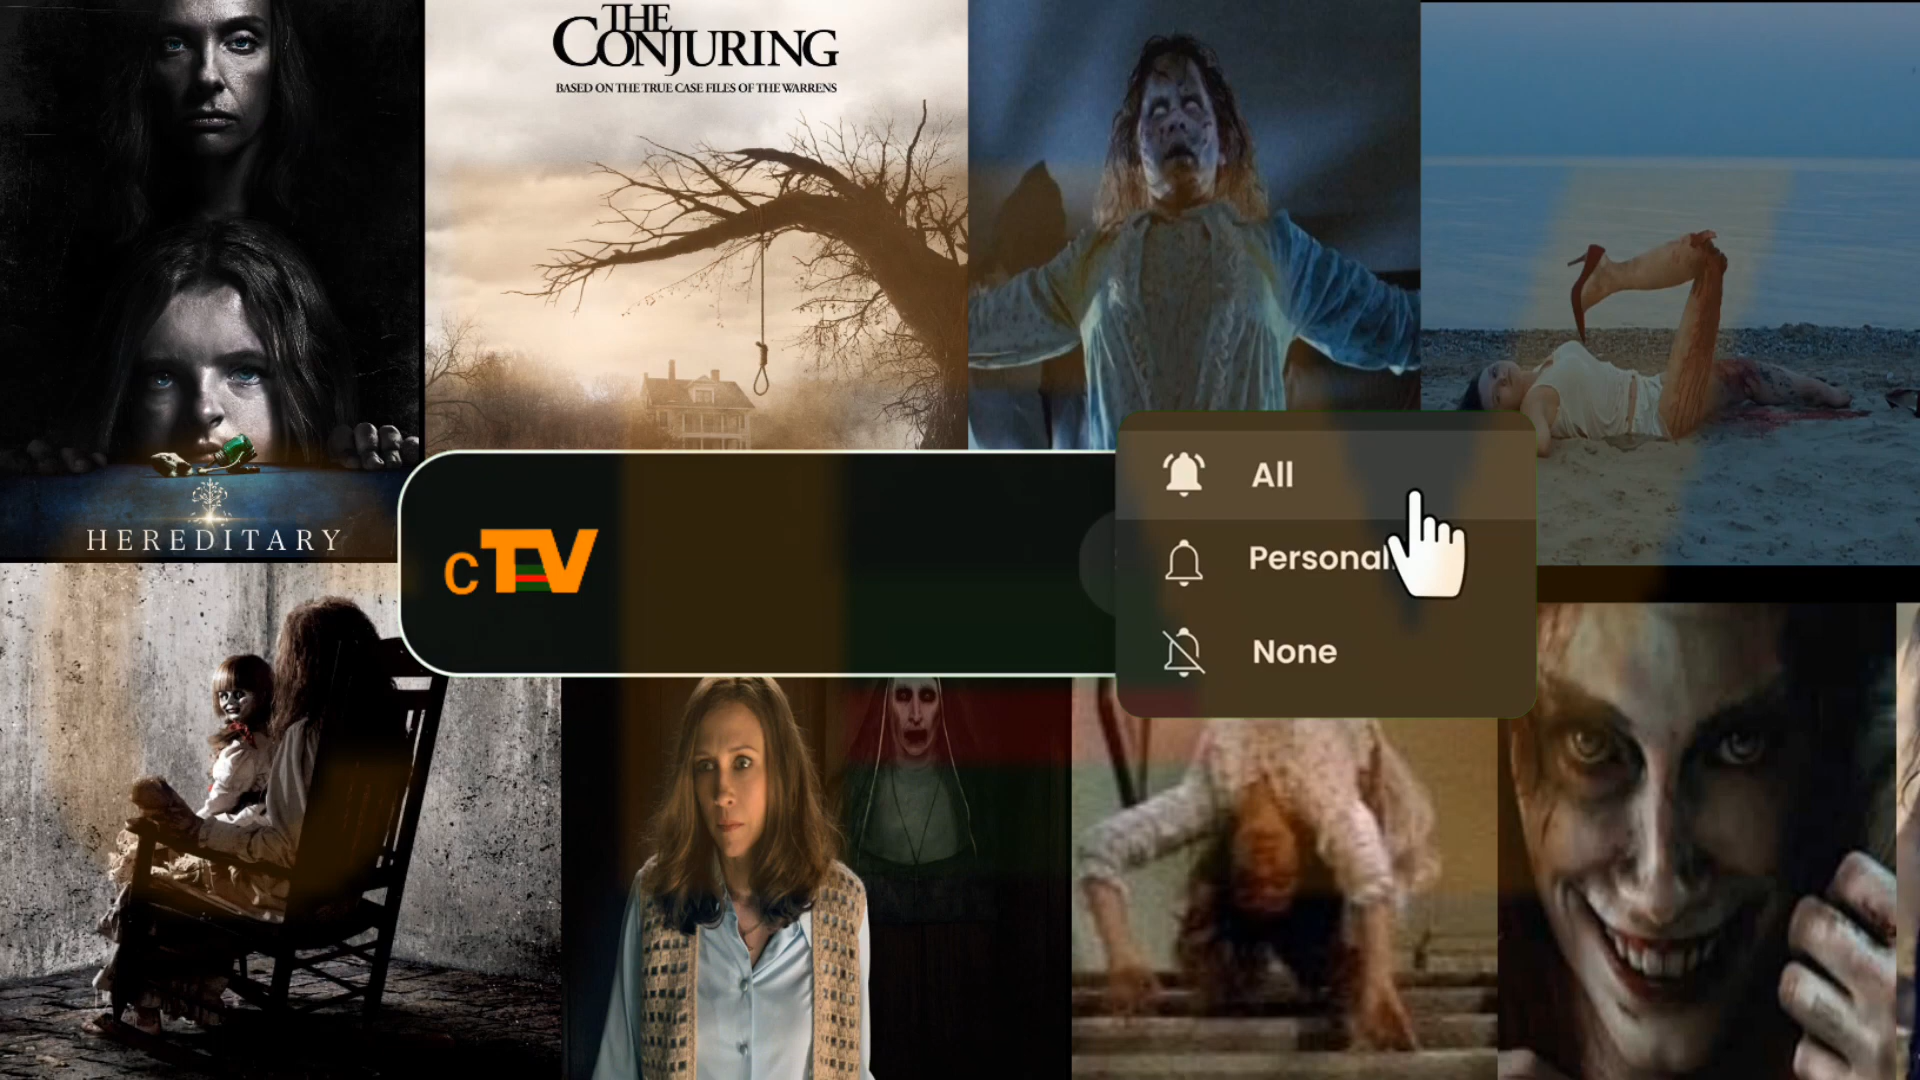 THE
CONJURING
BASED ON THE TRUE CASE FILES OF THE WARRENS
HEREDITARY
cTV
All
Personal
None